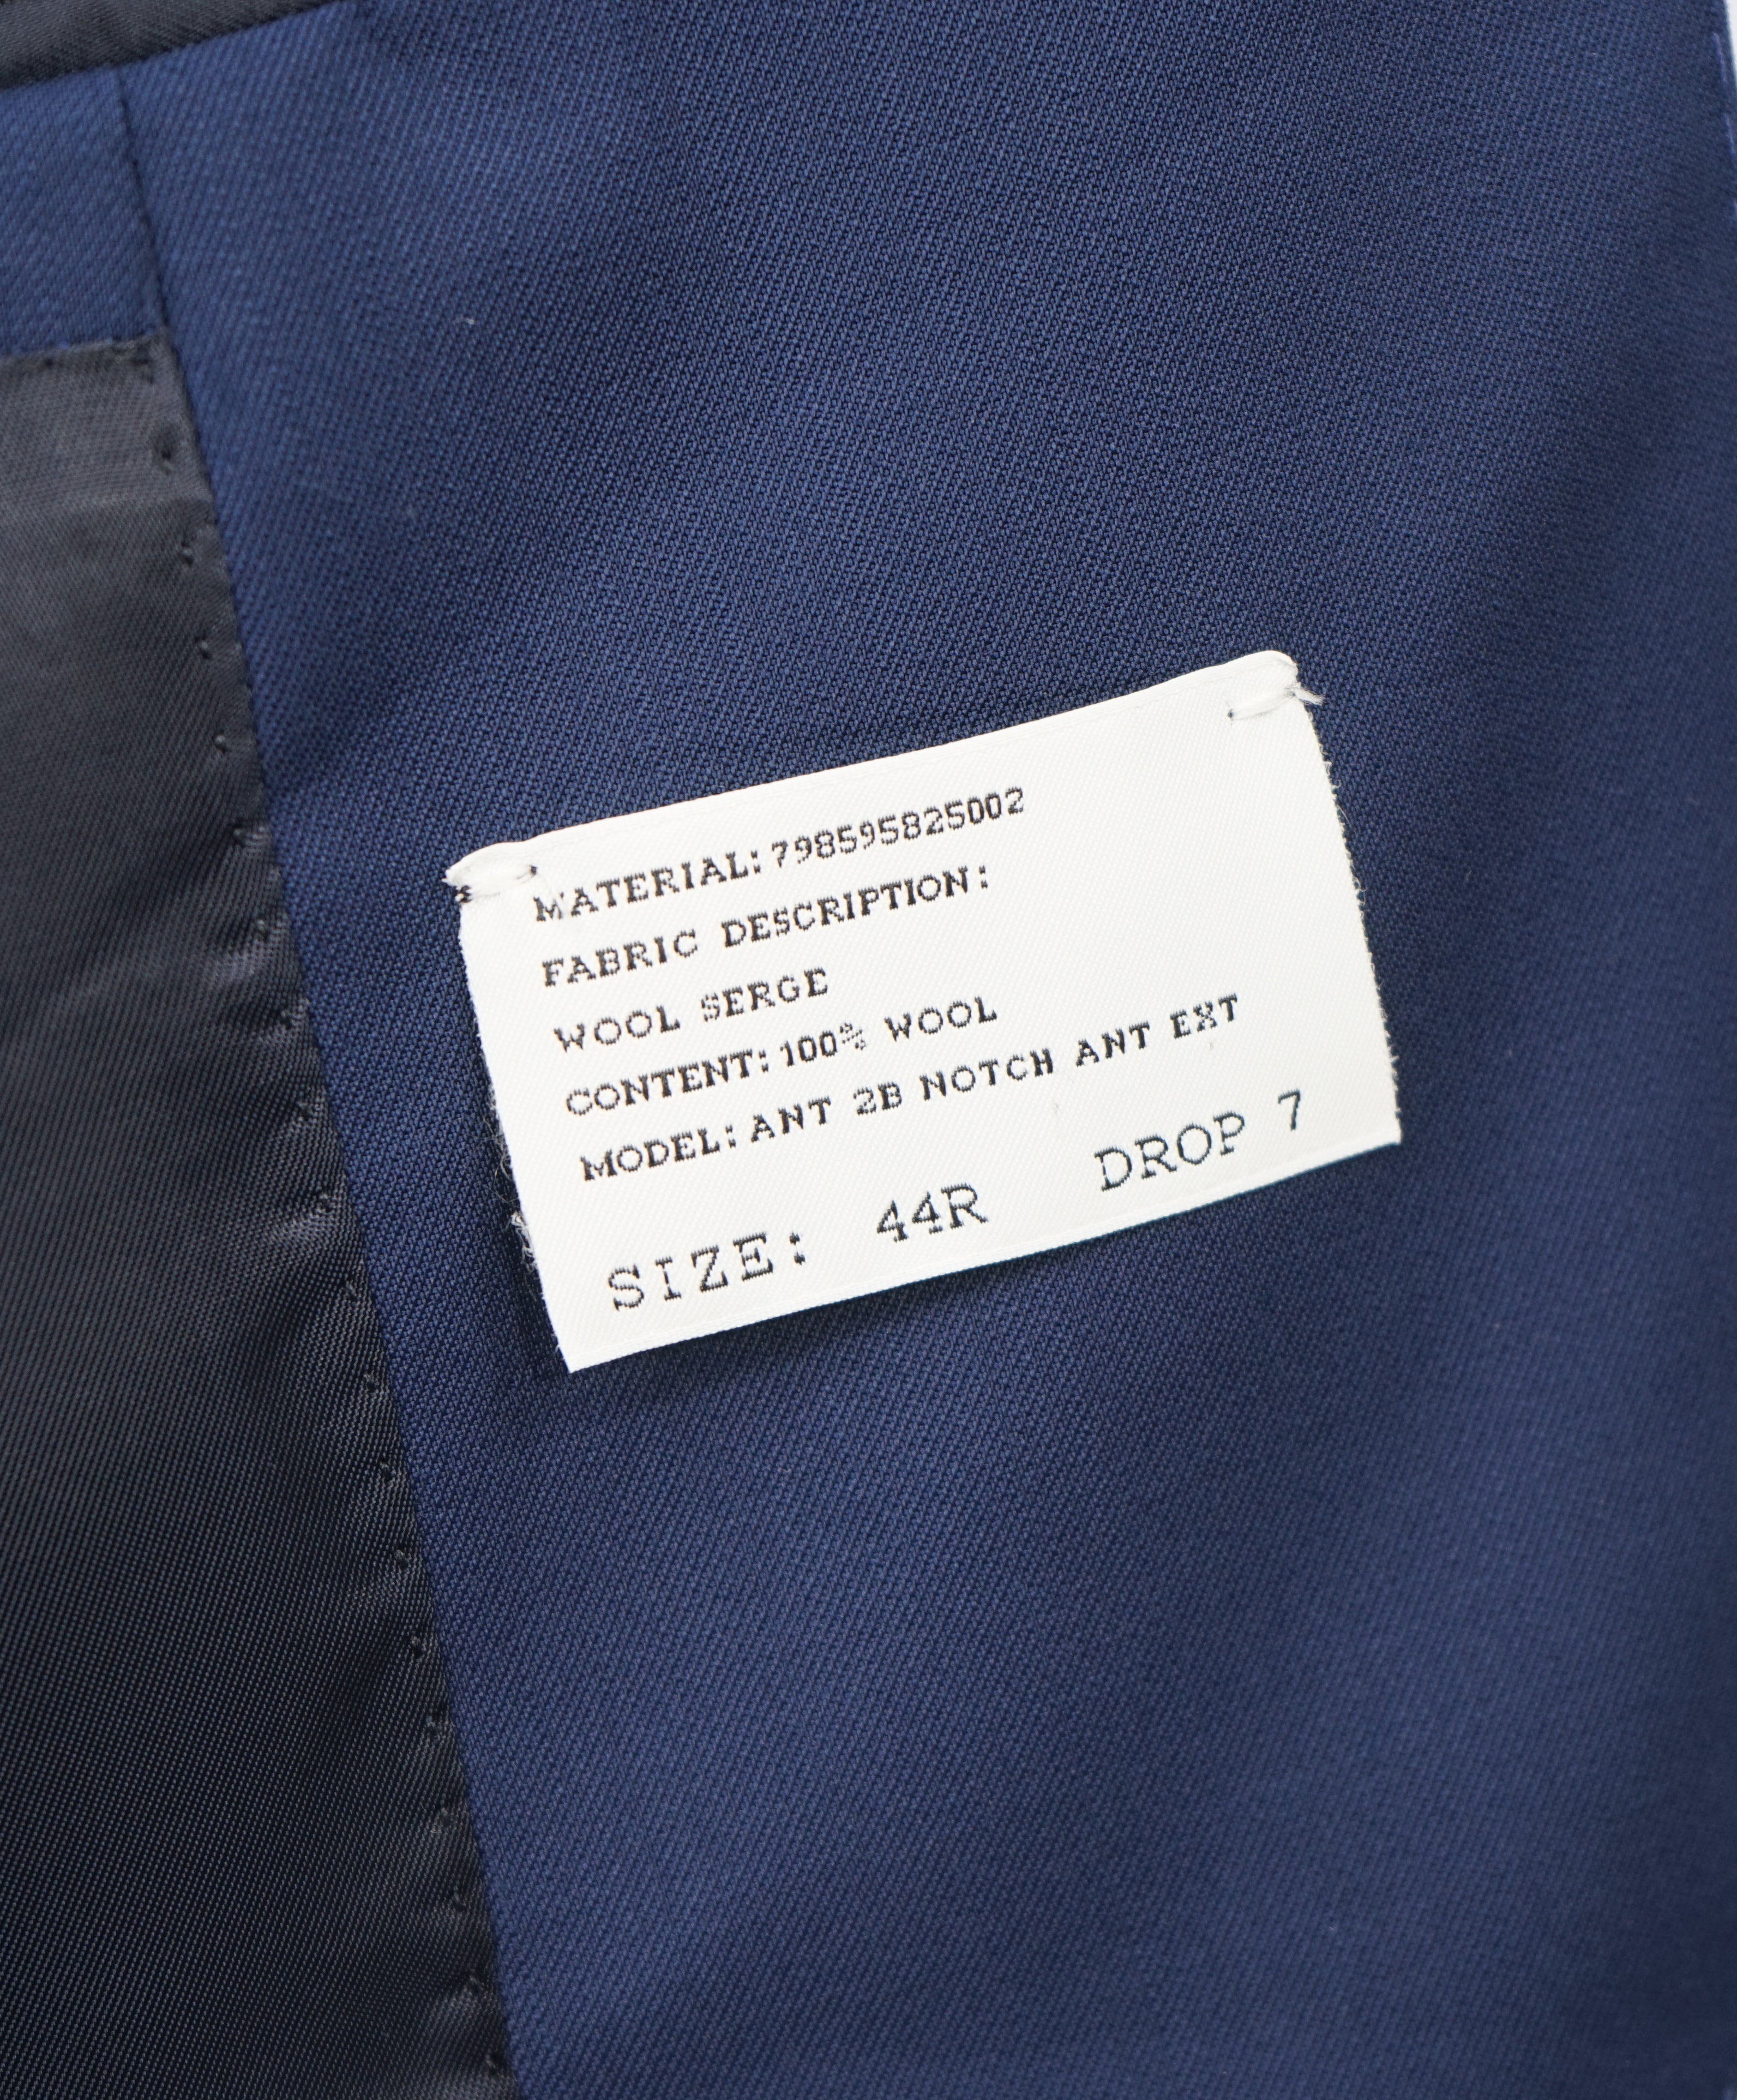 MATERIAL:798595825002
FABRIC DESCRIPTION:
WOOL SERGE
CONTENT:100% WOOL
MODEL:ANT 2B NOTCH ANT EXT
SIZE: 44R DROP 7